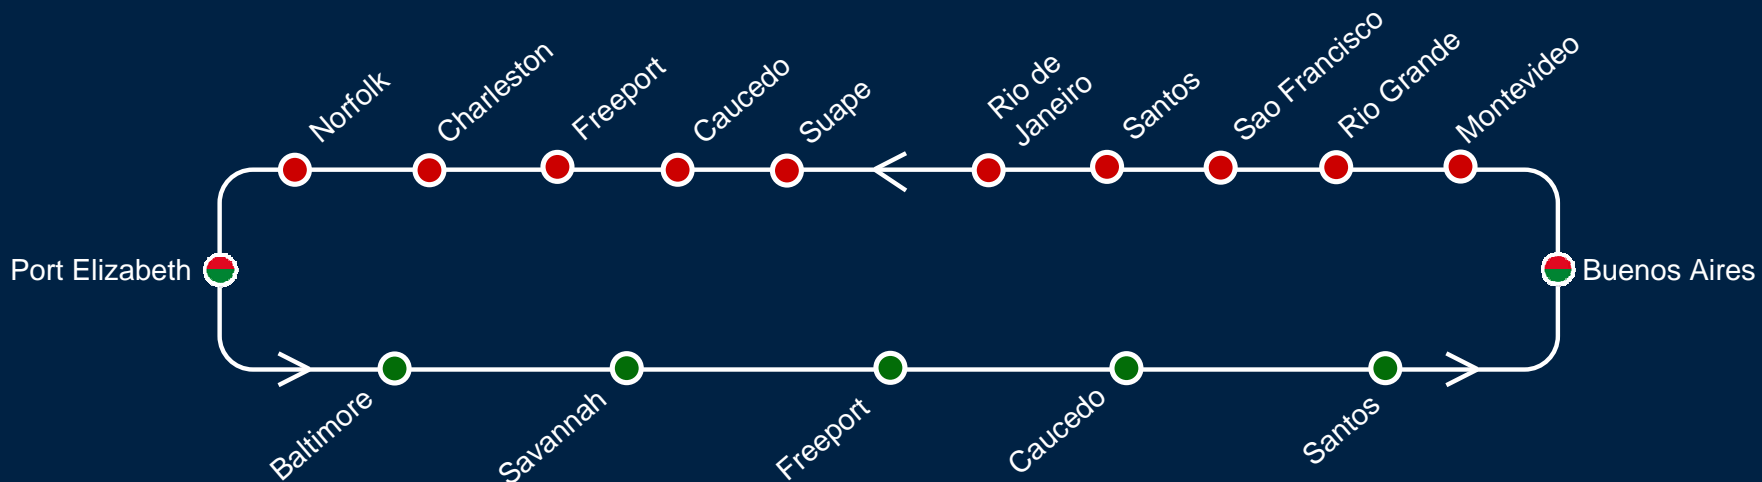 Norfolk
Charleston
Freeport
Caucedo
Suape
Rio de
Janeiro
Santos
Sao Francisco
Rio Grande
Montevideo
Port Elizabeth
Buenos Aires
Baltimore
Savannah
Freeport
Caucedo
Santos